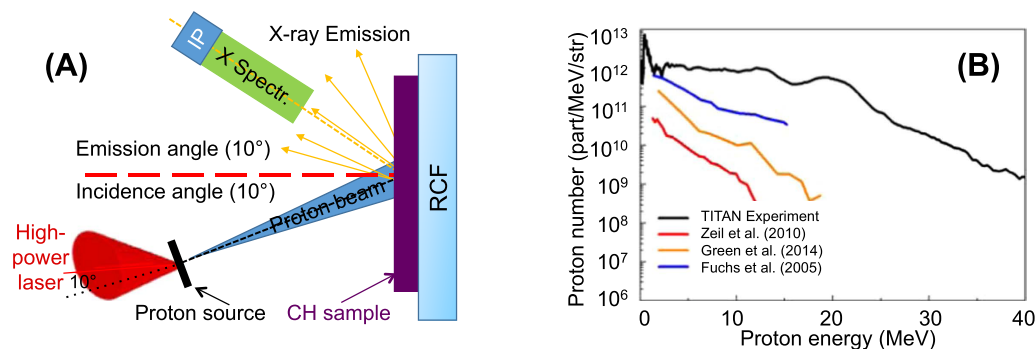 (A)
IP
X Spectr.
X-ray Emission
Emission angle (10°)
Incidence angle (10°)
Proton beam
RCF
High-
power
laser
10°
Proton source
CH sample
(B)
Proton number (part/MeV/str)
10¹³
10¹²
10¹¹
10¹⁰
10⁹
10⁸
10⁷
10⁶
TITAN Experiment
Zeil et al. (2010)
Green et al. (2014)
Fuchs et al. (2005)
0 10 20 30 40
Proton energy (MeV)